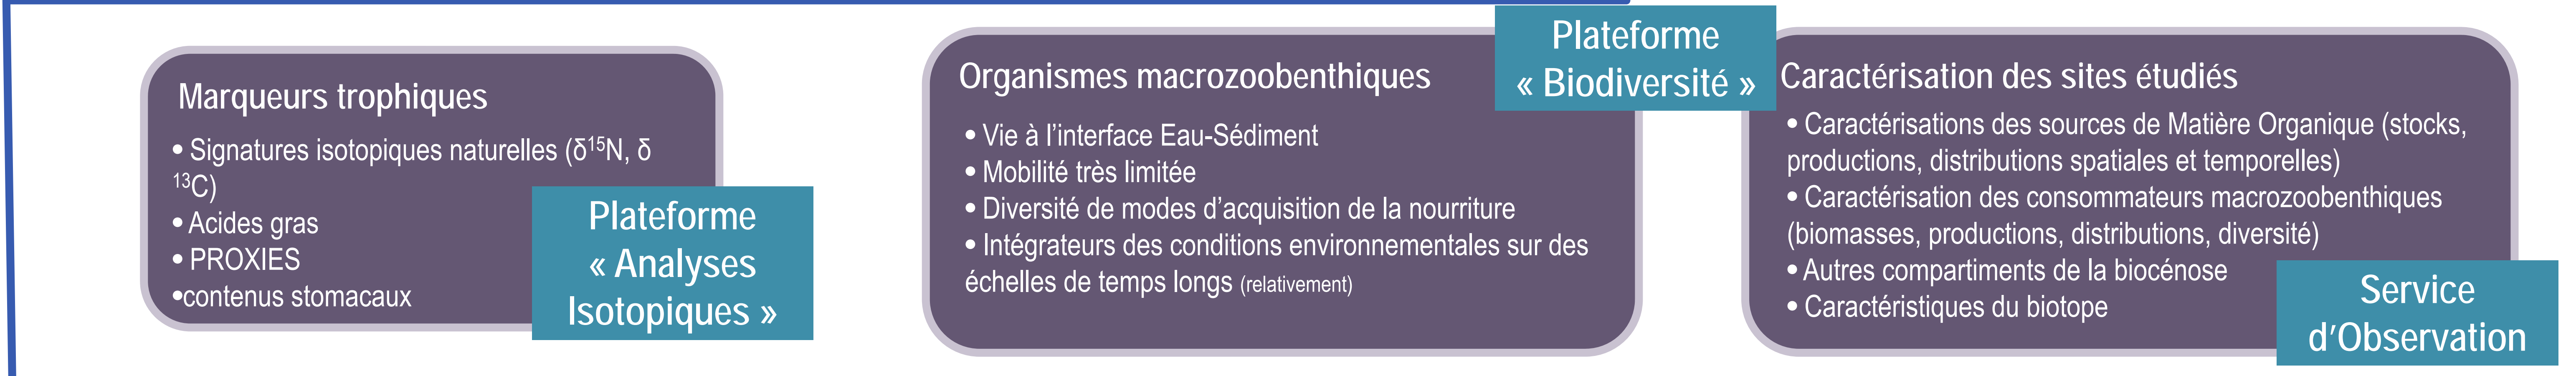 Marqueurs trophiques
• Signatures isotopiques naturelles (δ¹⁵N, δ
¹³C)
• Acides gras
• PROXIES
•contenus stomacaux
Plateforme
« Analyses
Isotopiques »
Organismes macrozoobenthiques
• Vie à l’interface Eau-Sédiment
• Mobilité très limitée
• Diversité de modes d’acquisition de la nourriture
• Intégrateurs des conditions environnementales sur des
échelles de temps longs (relativement)
Plateforme
« Biodiversité »
Caractérisation des sites étudiés
• Caractérisations des sources de Matière Organique (stocks,
productions, distributions spatiales et temporelles)
• Caractérisation des consommateurs macrozoobenthiques
(biomasses, productions, distributions, diversité)
• Autres compartiments de la biocénose
• Caractéristiques du biotope
Service
d’Observation